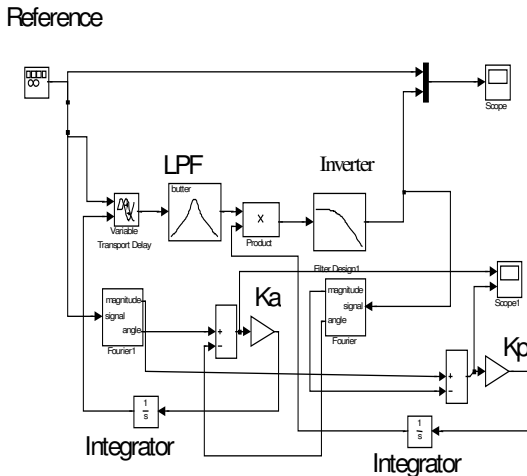 Reference
Scope
LPF
Inverter
butter
Variable
Transport Delay
x
Product
Filter Design1
magnitude
signal
angle
Fourier1
Ka
+
−
magnitude
signal
angle
Fourier
Scope1
Kp
+
−
1
s
Integrator
1
s
Integrator